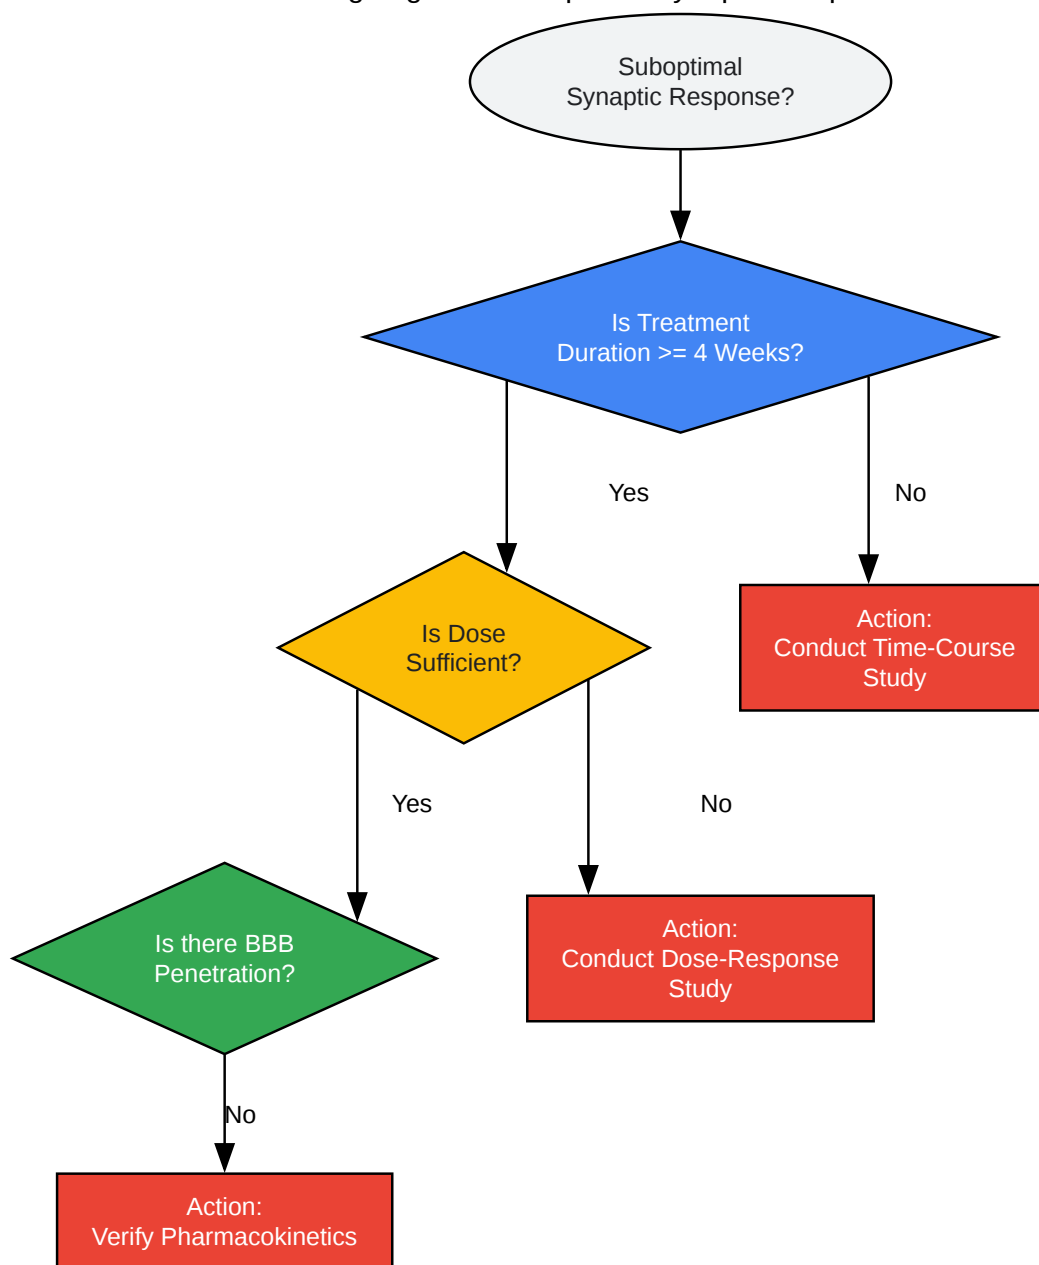 Suboptimal
Synaptic Response?
Is Treatment
Duration >= 4 Weeks?
Yes
No
Is Dose
Sufficient?
Action:
Conduct Time-Course
Study
Yes
No
Is there BBB
Penetration?
Action:
Conduct Dose-Response
Study
No
Action:
Verify Pharmacokinetics